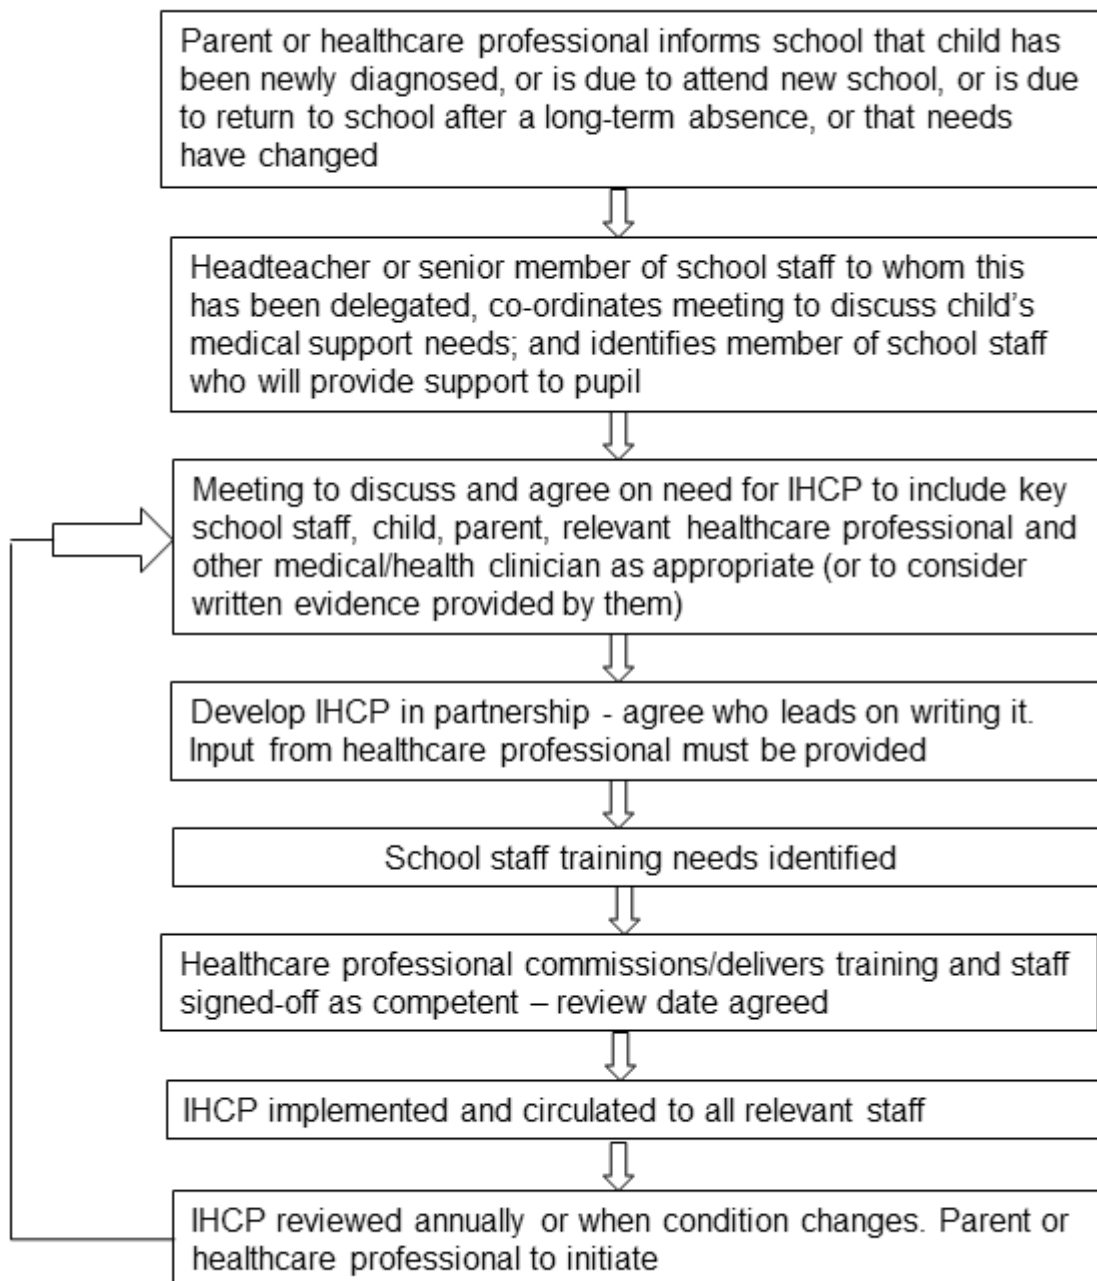 Parent or healthcare professional informs school that child has
been newly diagnosed, or is due to attend new school, or is due
to return to school after a long-term absence, or that needs
have changed
Headteacher or senior member of school staff to whom this
has been delegated, co-ordinates meeting to discuss child's
medical support needs; and identifies member of school staff
who will provide support to pupil
Meeting to discuss and agree on need for IHCP to include key
school staff, child, parent, relevant healthcare professional and
other medical/health clinician as appropriate (or to consider
written evidence provided by them)
Develop IHCP in partnership - agree who leads on writing it.
Input from healthcare professional must be provided
School staff training needs identified
Healthcare professional commissions/delivers training and staff
signed-off as competent – review date agreed
IHCP implemented and circulated to all relevant staff
IHCP reviewed annually or when condition changes. Parent or
healthcare professional to initiate